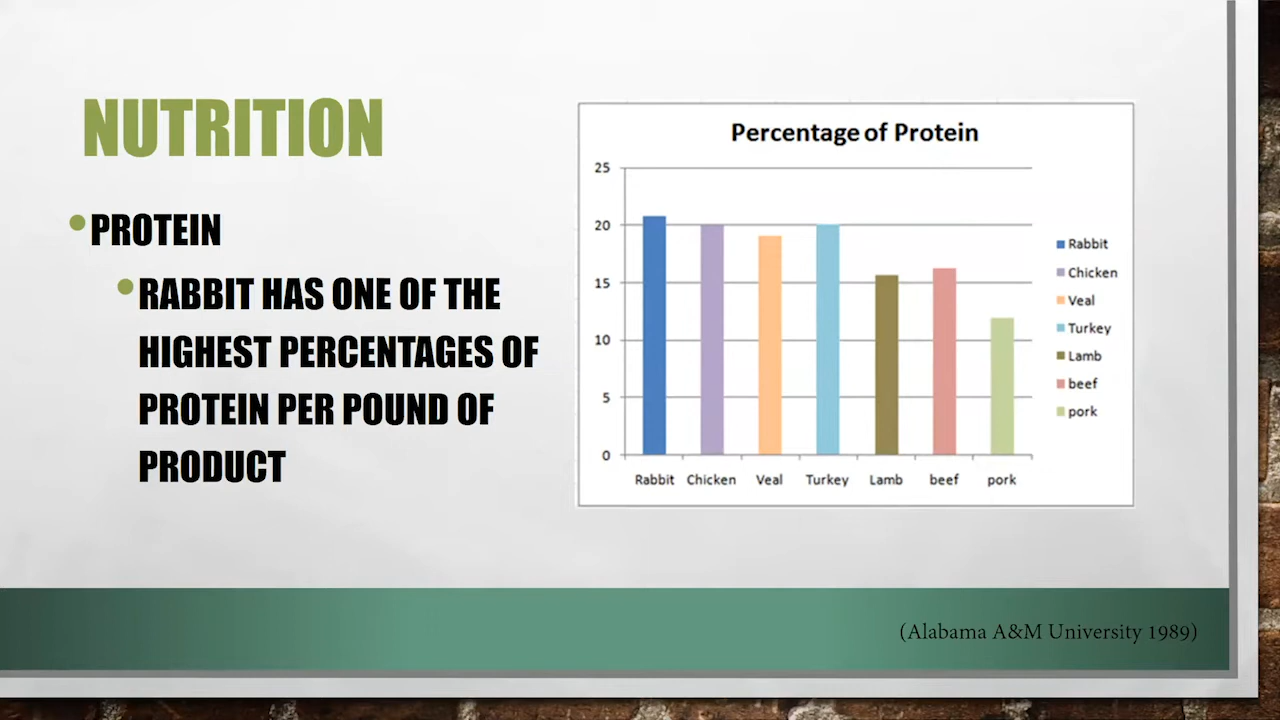 NUTRITION
PROTEIN
RABBIT HAS ONE OF THE
HIGHEST PERCENTAGES OF
PROTEIN PER POUND OF
PRODUCT
Percentage of Protein
25
20
15
10
5
0
Rabbit Chicken Veal Turkey Lamb beef pork
Rabbit
Chicken
Veal
Turkey
Lamb
beef
pork
(Alabama A&M University 1989)